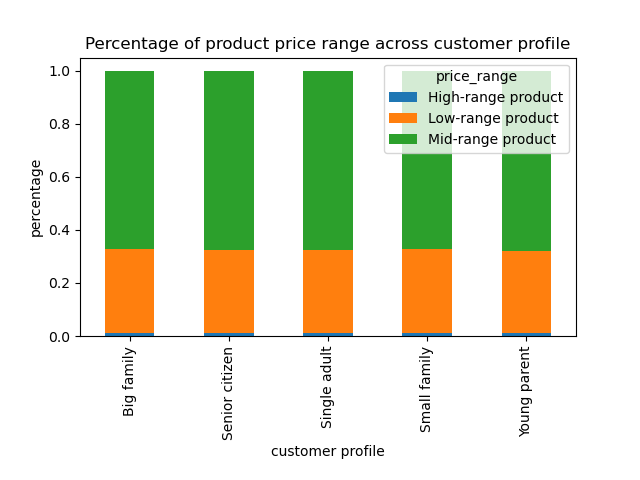 Percentage of product price range across customer profile
price_range
High-range product
Low-range product
Mid-range product
percentage
1.0
0.8
0.6
0.4
0.2
0.0
Big family
Senior citizen
Single adult
Small family
Young parent
customer profile